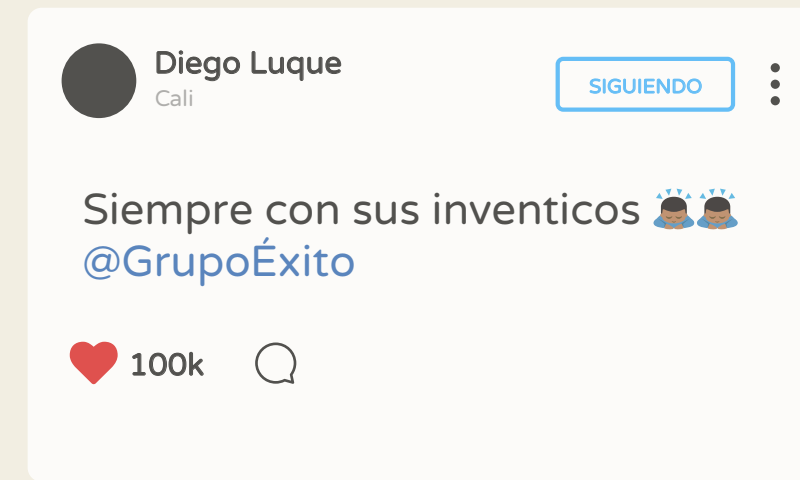 Diego Luque
Cali
SIGUIENDO
Siempre con sus inventicos 🙇🏽‍♂️🙇🏽‍♂️
@GrupoÉxito
100k